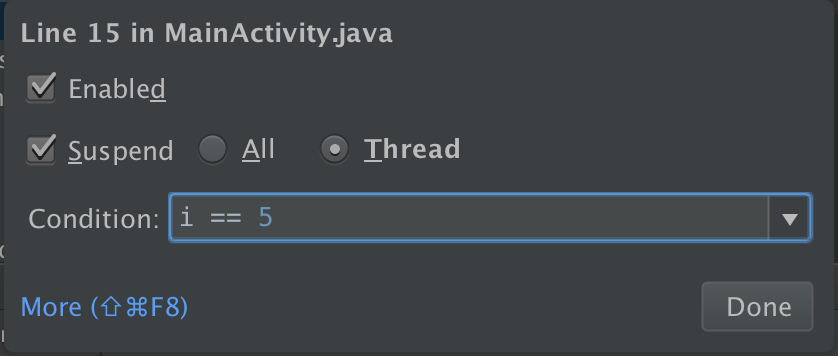 Line 15 in MainActivity.java
Enabled
Suspend All Thread
Condition: i == 5
More (⇧⌘F8) Done